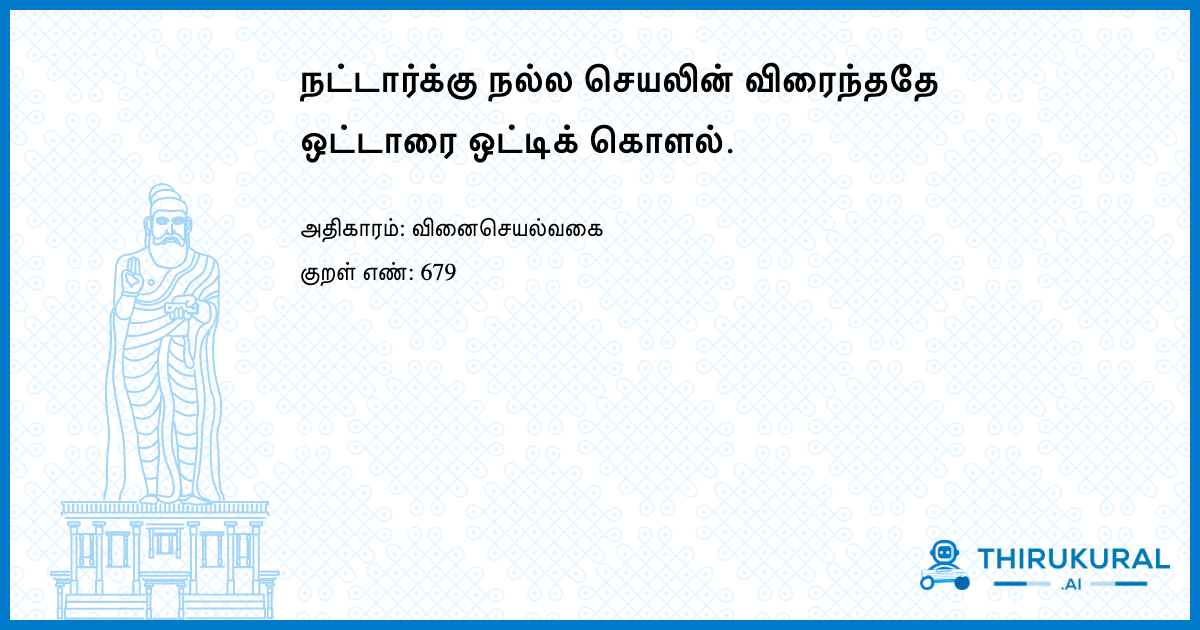 நட்டார்க்கு நல்ல செயலின் விரைந்ததே
ஒட்டாரை ஒட்டிக் கொளல்.
அதிகாரம்: வினைசெயல்வகை
குறள் எண்: 679
THIRUKURAL
.AI